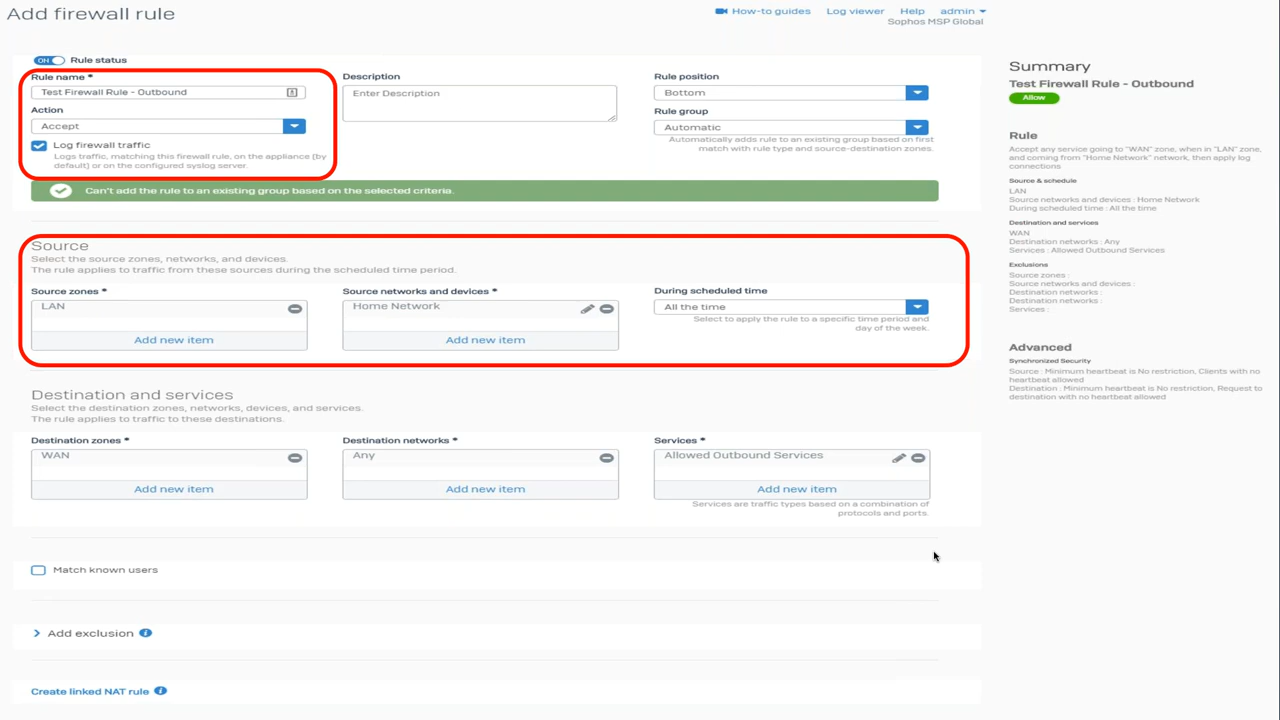 Add firewall rule
How-to guides
Log viewer
Help
admin
Sophos MSP Global
ON
Rule status
Rule name *
Test Firewall Rule - Outbound
Action
Accept
Log firewall traffic
Logs traffic, matching this firewall rule, on the appliance (by
default) or on the configured syslog server.
Description
Enter Description
Rule position
Bottom
Rule group
Automatic
Automatically adds rule to an existing group based on first
match with rule type and source-destination zones.
Can't add the rule to an existing group based on the selected criteria.
Source
Select the source zones, networks, and devices.
The rule applies to traffic from these sources during the scheduled time period.
Source zones *
LAN
Add new item
Source networks and devices *
Home Network
Add new item
During scheduled time
All the time
Select to apply the rule to a specific time period and
day of the week.
Destination and services
Select the destination zones, networks, devices, and services.
The rule applies to traffic to these destinations.
Destination zones *
WAN
Add new item
Destination networks *
Any
Add new item
Services *
Allowed Outbound Services
Add new item
Services are traffic types based on a combination of
protocols and ports.
Match known users
Add exclusion
Create linked NAT rule
Summary
Test Firewall Rule - Outbound
Allow
Rule
Accept any service going to "WAN" zone, when in "LAN" zone,
and coming from "Home Network" network, then apply log
connections
Source & schedule
LAN
Source networks and devices : Home Network
During scheduled time : All the time
Destination and services
WAN
Destination networks : Any
Services : Allowed Outbound Services
Exclusions
Source zones :
Source networks and devices :
Destination networks :
Destination networks :
Services :
Advanced
Synchronized Security
Source : Minimum heartbeat is No restriction, Clients with no
heartbeat allowed
Destination : Minimum heartbeat is No restriction, Request to
destination with no heartbeat allowed